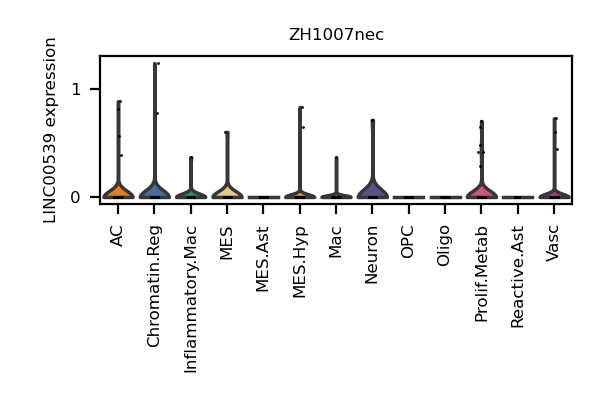 ZH1007nec
LINC00539 expression
1
0
AC
Chromatin.Reg
Inflammatory.Mac
MES
MES.Ast
MES.Hyp
Mac
Neuron
OPC
Oligo
Prolif.Metab
Reactive.Ast
Vasc